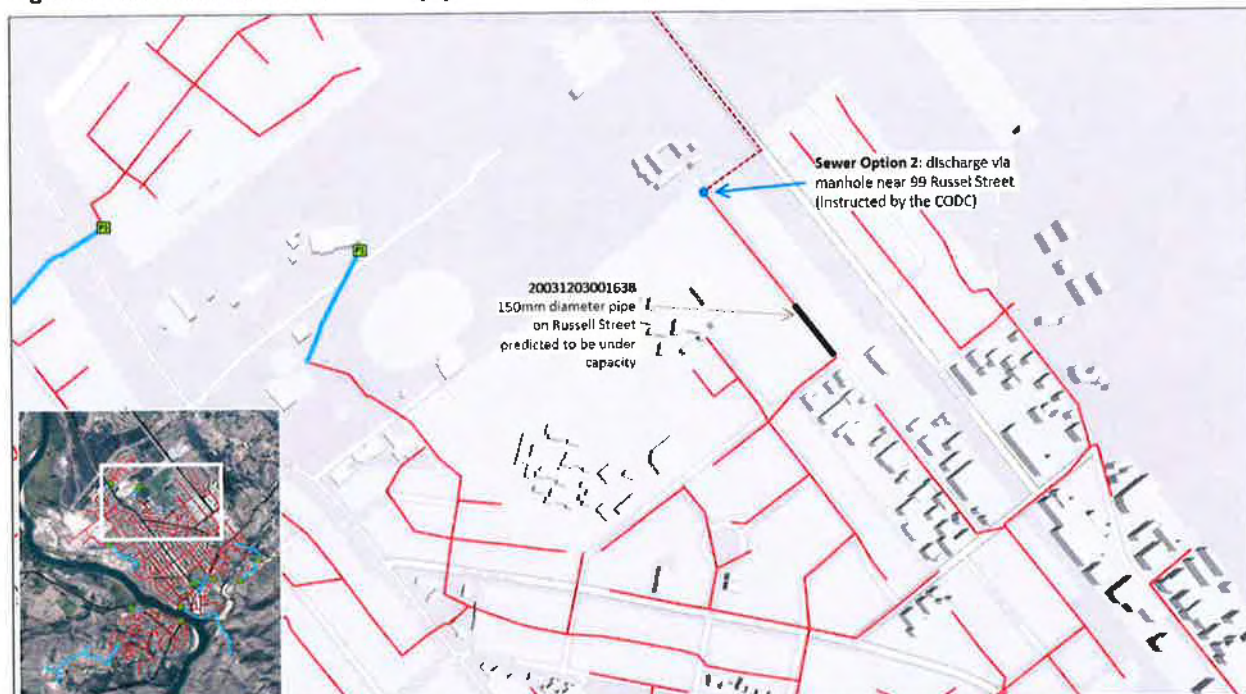 Sewer Option 2: discharge via
manhole near 99 Russel Street
(Instructed by the CODC)
20031203001638
150mm diameter pipe
on Russell Street
predicted to be under
capacity